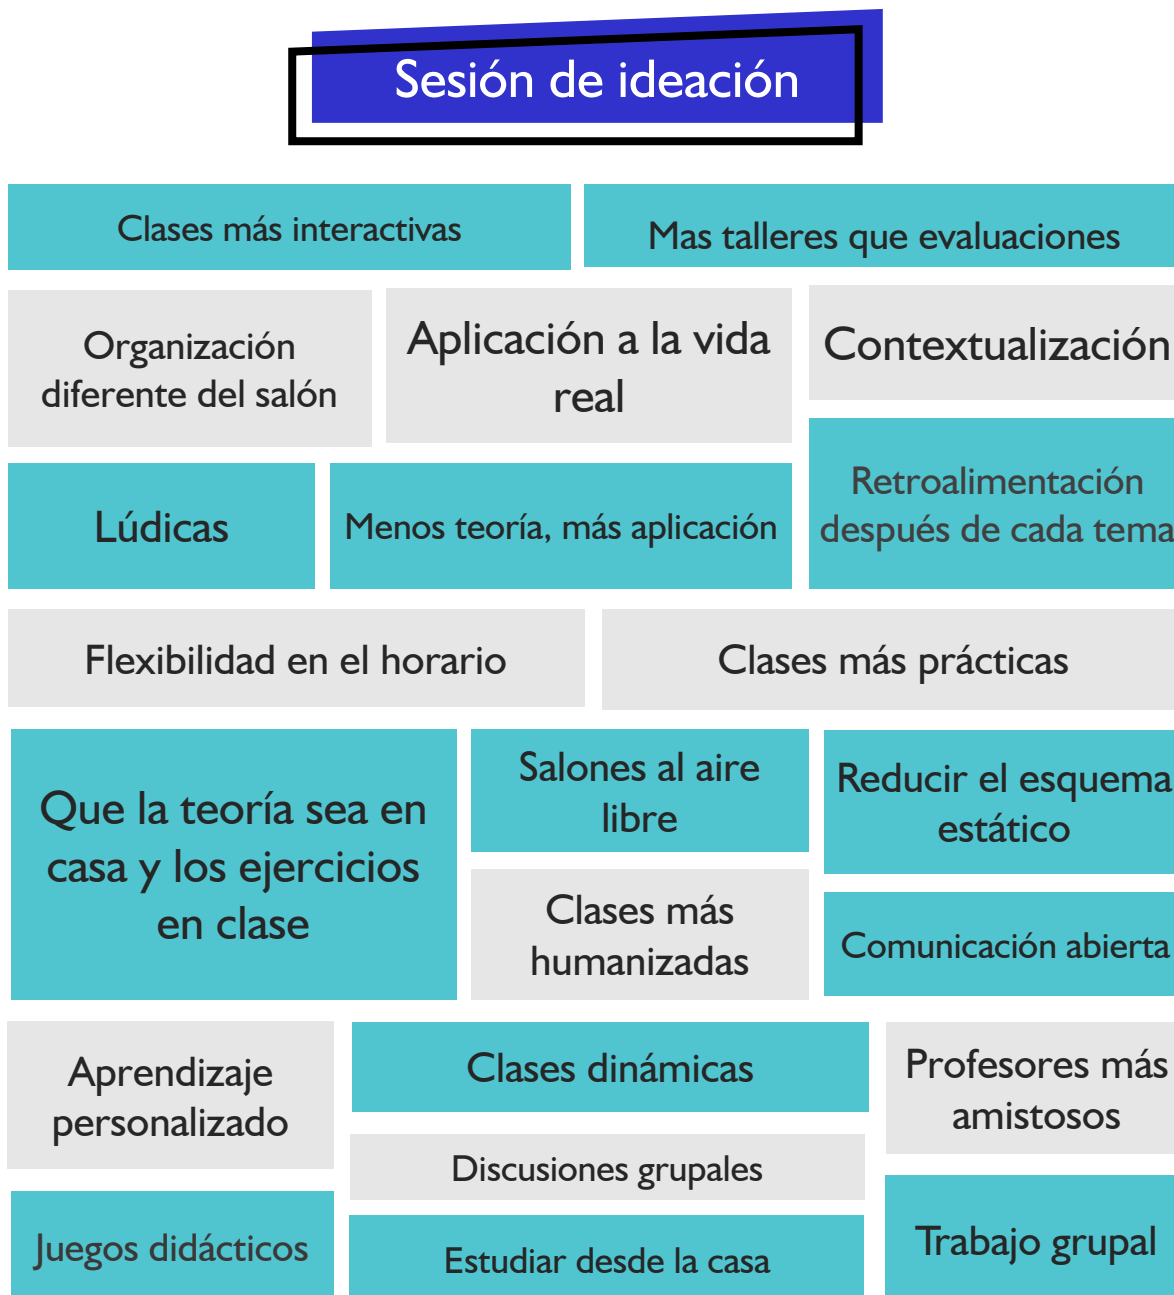 Sesión de ideación
Clases más interactivas
Mas talleres que evaluaciones
Organización
diferente del salón
Aplicación a la vida
real
Contextualización
Lúdicas
Menos teoría, más aplicación
Retroalimentación
después de cada tema
Flexibilidad en el horario
Clases más prácticas
Que la teoría sea en
casa y los ejercicios
en clase
Salones al aire
libre
Reducir el esquema
estático
Clases más
humanizadas
Comunicación abierta
Aprendizaje
personalizado
Clases dinámicas
Profesores más
amistosos
Discusiones grupales
Juegos didácticos
Estudiar desde la casa
Trabajo grupal